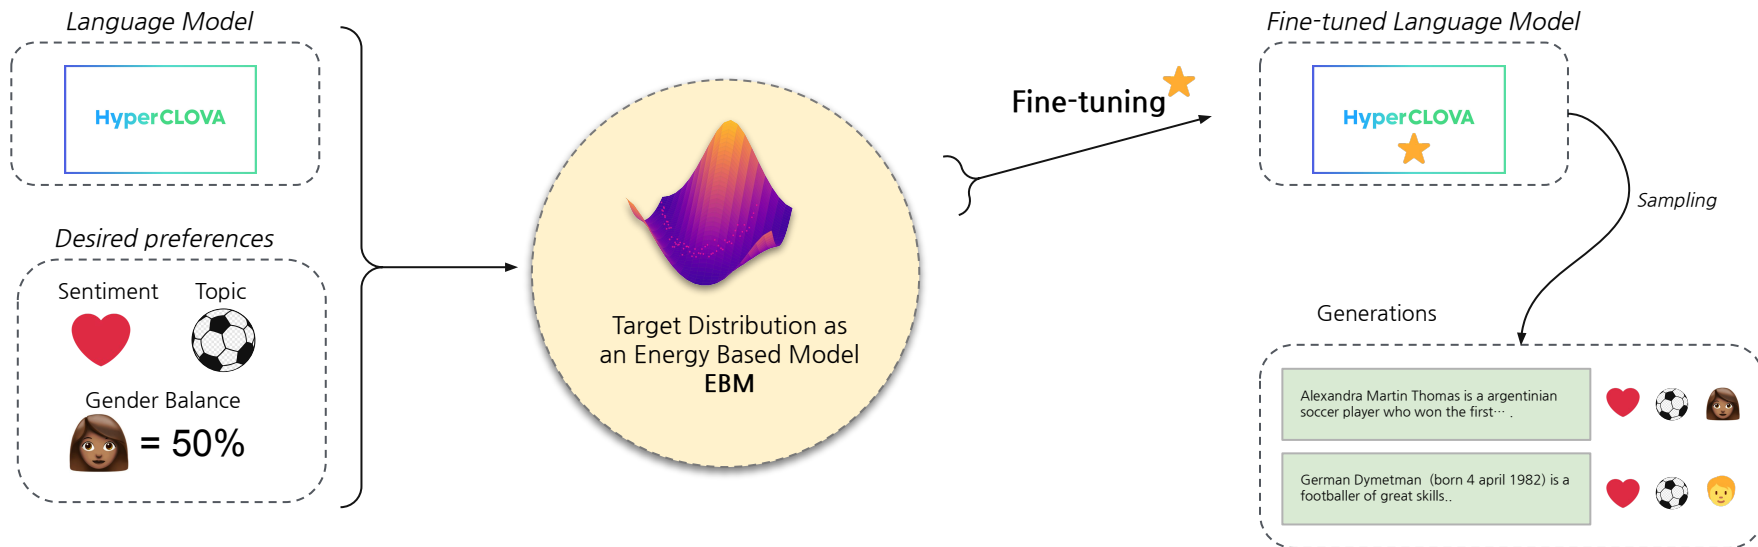 Language Model
HyperCLOVA
Desired preferences
Sentiment
Topic
Gender Balance
= 50%
Target Distribution as
an Energy Based Model
EBM
Fine-tuning
Fine-tuned Language Model
HyperCLOVA
Sampling
Generations
Alexandra Martin Thomas is a argentinian
soccer player who won the first… .
German Dymetman (born 4 april 1982) is a
footballer of great skills..